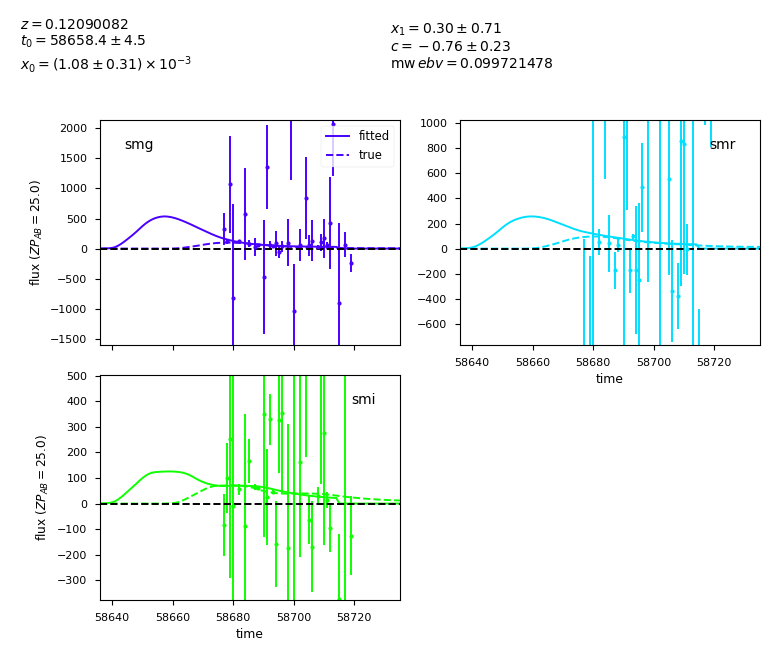 z = 0.12090082
t₀ = 58658.4 ± 4.5
x₀ = (1.08 ± 0.31) × 10⁻³
x₁ = 0.30 ± 0.71
c = −0.76 ± 0.23
mw ebv = 0.099721478
smg
fitted
true
flux (ZP_AB = 25.0)
2000
1500
1000
500
0
−500
−1000
−1500
smr
1000
800
600
400
200
0
−200
−400
−600
58640 58660 58680 58700 58720
time
smi
flux (ZP_AB = 25.0)
500
400
300
200
100
0
−100
−200
−300
58640 58660 58680 58700 58720
time